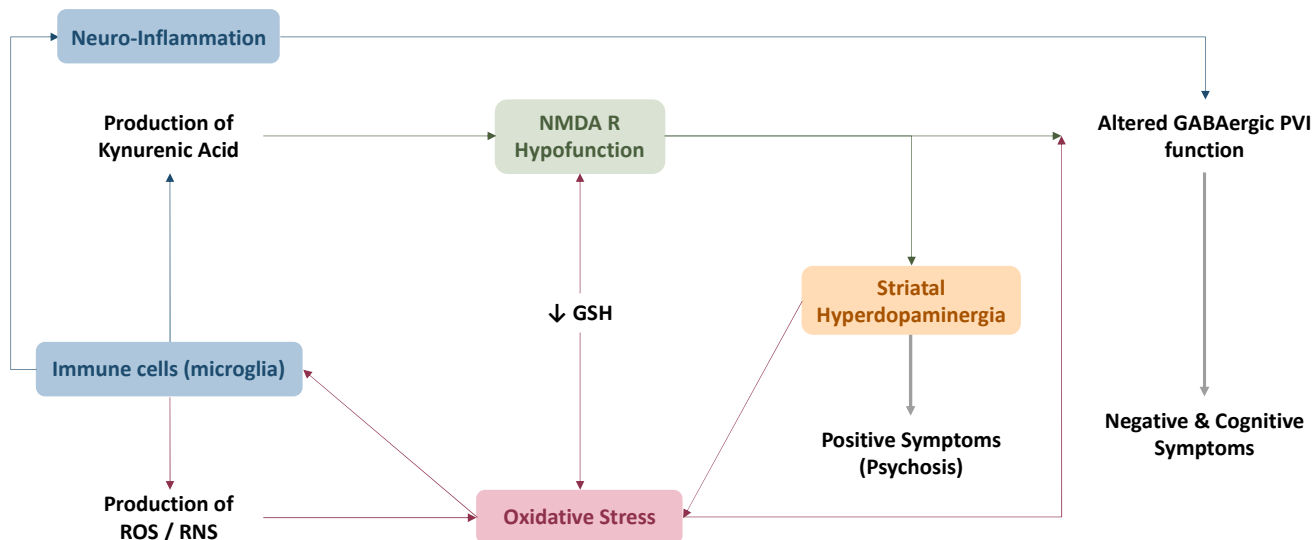 Neuro-Inflammation
Production of
Kynurenic Acid
NMDA R
Hypofunction
Altered GABAergic PVI
function
Striatal
Hyperdopaminergia
↓ GSH
Immune cells (microglia)
Positive Symptoms
(Psychosis)
Negative & Cognitive
Symptoms
Production of
ROS / RNS
Oxidative Stress